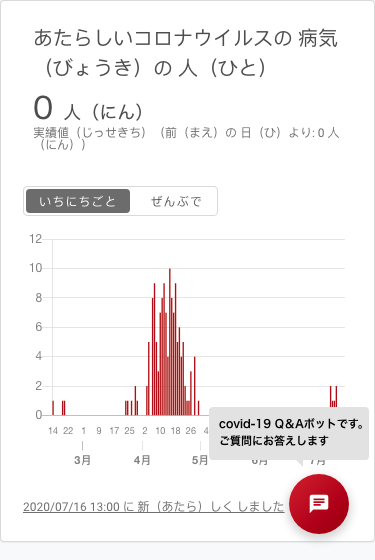 あたらしいコロナウイルスの 病気
（びょうき）の 人（ひと）
0 人（にん）
実績値（じっせきち）（前（まえ）の 日（ひ）より: 0 人
（にん））
いちにちごと ぜんぶで
12
10
8
6
4
2
0
14 22 1 9 17 25 2 10 18 26 4
3月 4月 5月 6月 7月
covid-19 Q&Aボットです。
ご質問にお答えします
2020/07/16 13:00 に 新（あたら）しく しました